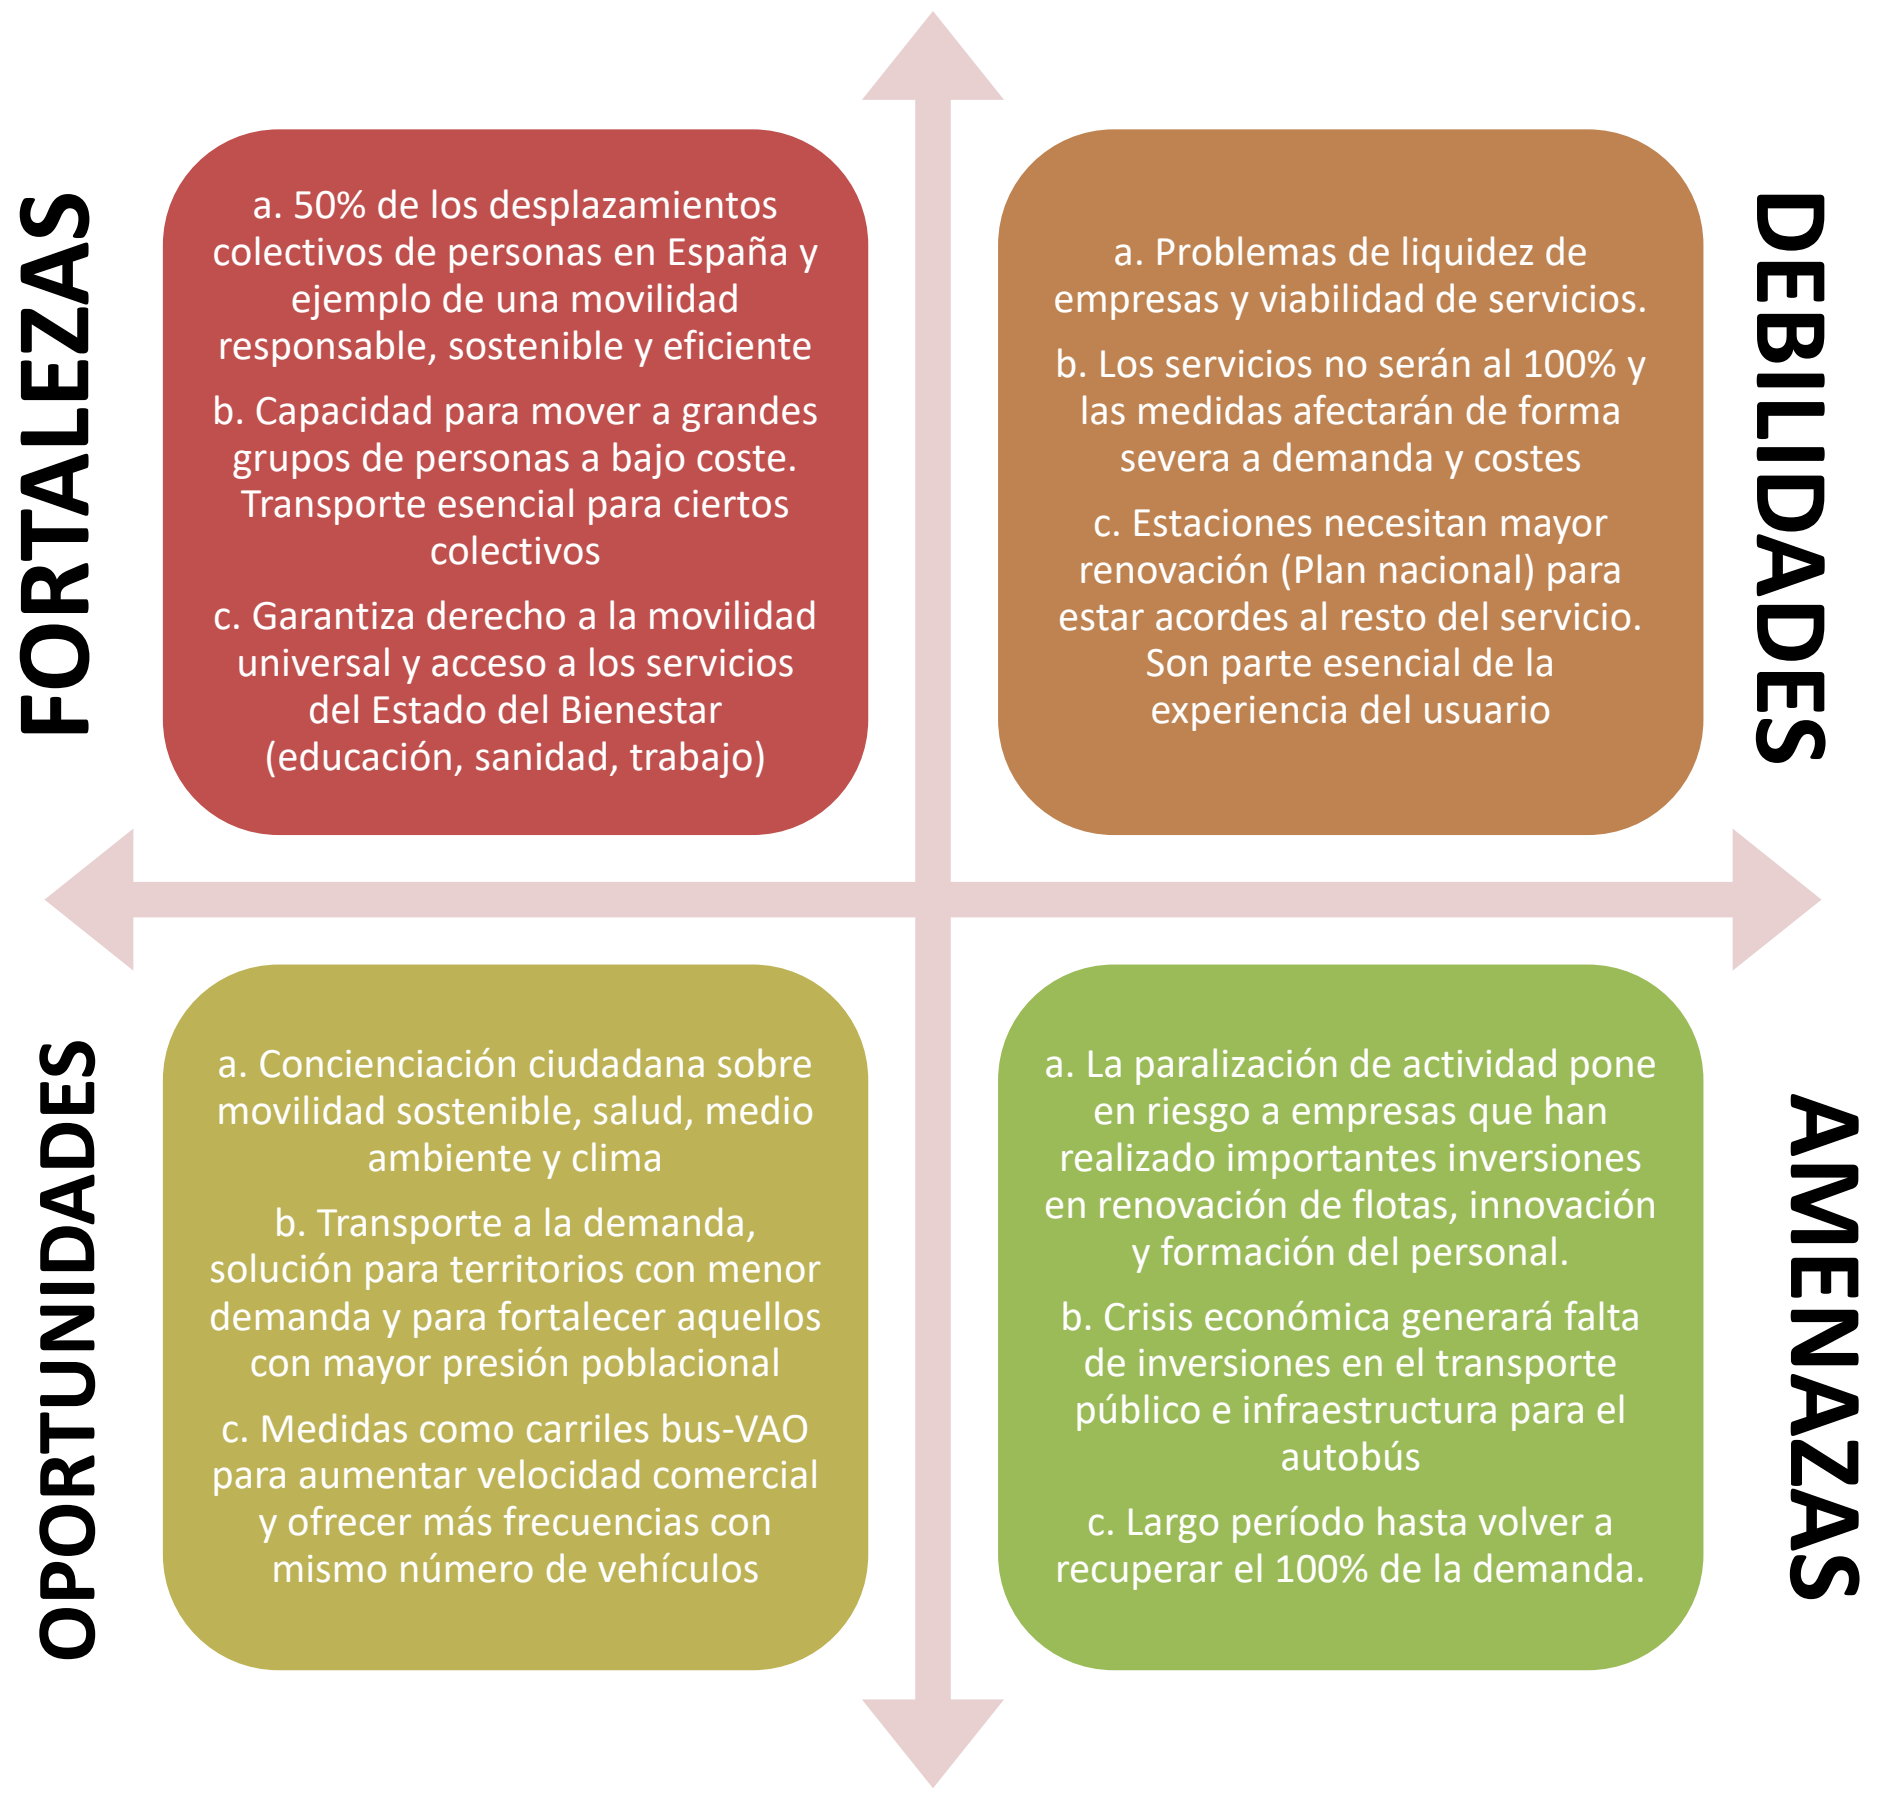 FORTALEZAS
a. 50% de los desplazamientos
colectivos de personas en España y
ejemplo de una movilidad
responsable, sostenible y eficiente
b. Capacidad para mover a grandes
grupos de personas a bajo coste.
Transporte esencial para ciertos
colectivos
c. Garantiza derecho a la movilidad
universal y acceso a los servicios
del Estado del Bienestar
(educación, sanidad, trabajo)
DEBILIDADES
a. Problemas de liquidez de
empresas y viabilidad de servicios.
b. Los servicios no serán al 100% y
las medidas afectarán de forma
severa a demanda y costes
c. Estaciones necesitan mayor
renovación (Plan nacional) para
estar acordes al resto del servicio.
Son parte esencial de la
experiencia del usuario
OPORTUNIDADES
a. Concienciación ciudadana sobre
movilidad sostenible, salud, medio
ambiente y clima
b. Transporte a la demanda,
solución para territorios con menor
demanda y para fortalecer aquellos
con mayor presión poblacional
c. Medidas como carriles bus-VAO
para aumentar velocidad comercial
y ofrecer más frecuencias con
mismo número de vehículos
AMENAZAS
a. La paralización de actividad pone
en riesgo a empresas que han
realizado importantes inversiones
en renovación de flotas, innovación
y formación del personal.
b. Crisis económica generará falta
de inversiones en el transporte
público e infraestructura para el
autobús
c. Largo período hasta volver a
recuperar el 100% de la demanda.